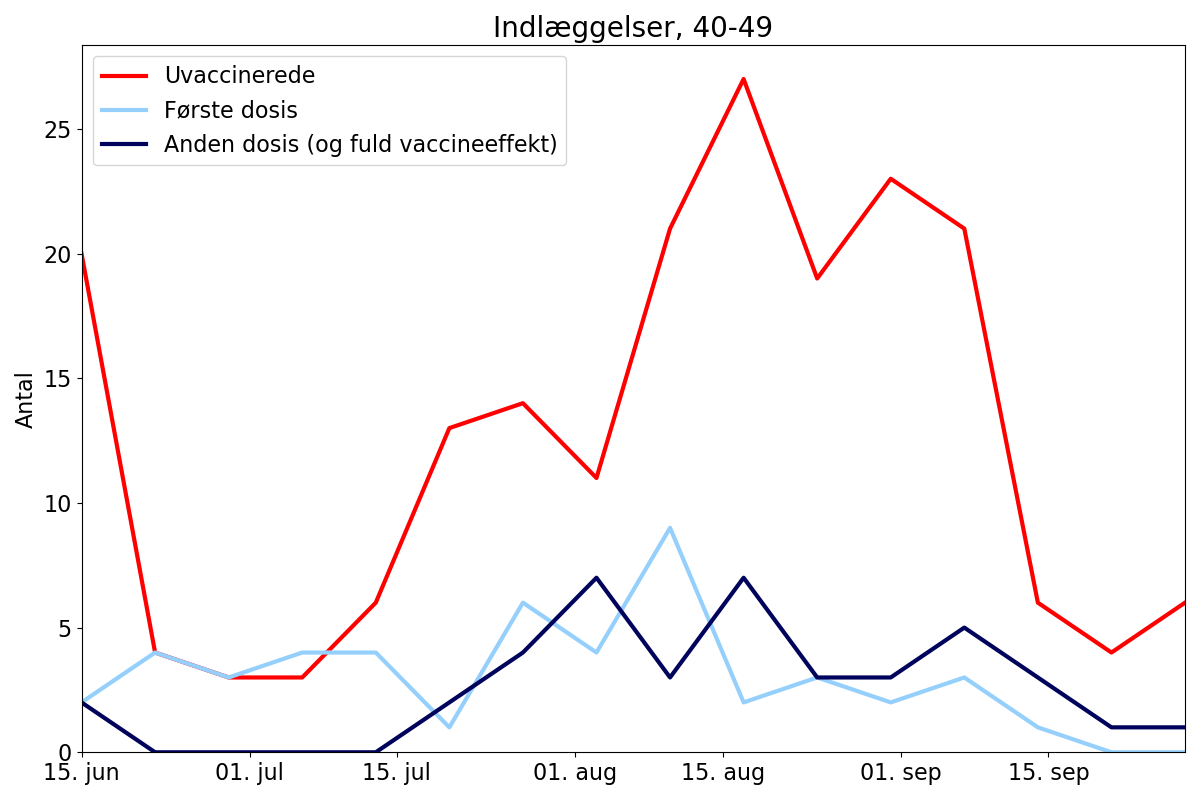 Indlæggelser, 40-49
Uvaccinerede
Første dosis
Anden dosis (og fuld vaccineeffekt)
Antal
25
20
15
10
5
0
15. jun
01. jul
15. jul
01. aug
15. aug
01. sep
15. sep